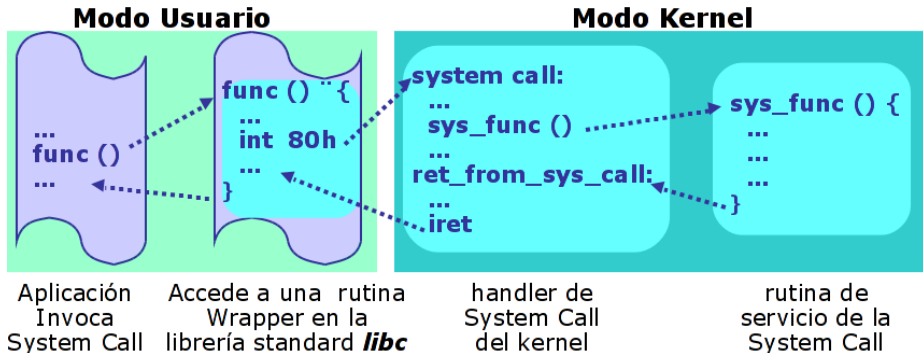 Modo Usuario
Modo Kernel
...
func ()
...
func () ¨ {
...
int 80h
...
}
system call:
...
sys_func ()
...
ret_from_sys_call:
...
iret
sys_func () {
...
...
...
}
Aplicación
Invoca
System Call
Accede a una rutina
Wrapper en la
librería standard libc
handler de
System Call
del kernel
rutina de
servicio de la
System Call